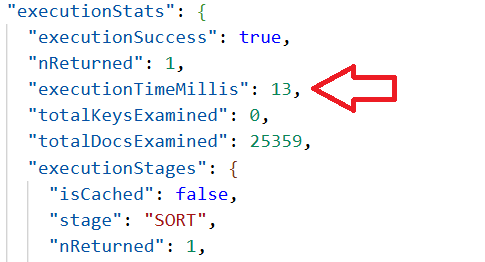 "executionStats": {
"executionSuccess": true,
"nReturned": 1,
"executionTimeMillis": 13,
"totalKeysExamined": 0,
"totalDocsExamined": 25359,
"executionStages": {
"isCached": false,
"stage": "SORT",
"nReturned": 1,